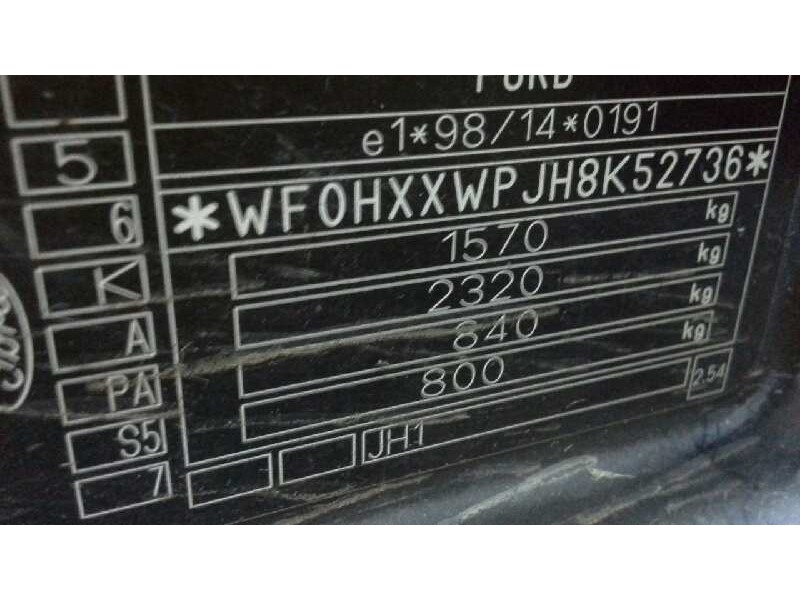 FORD
e1*98/14*0191
*WF0HXXWPJH8K52736*
1570 kg
2320 kg
840 kg
800 kg
2.54
JH1
5
6
K
A
PA
S5
7
Ford